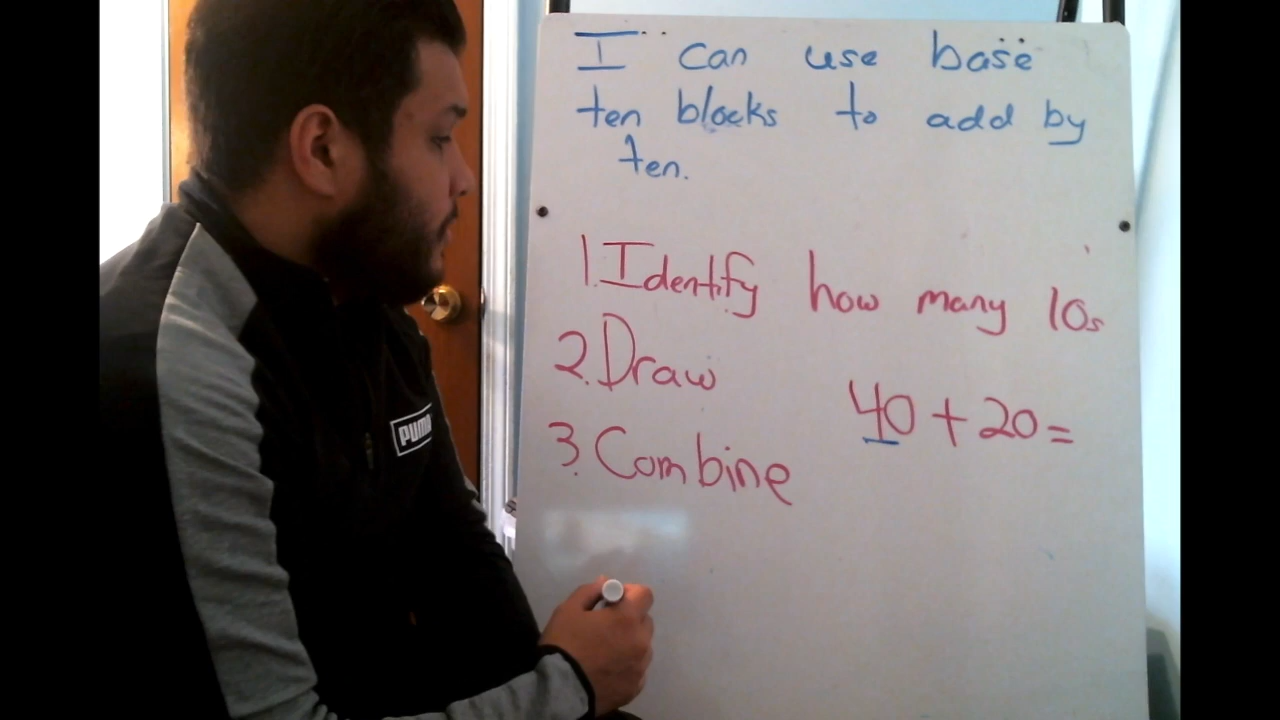 I can use base
ten blocks to add by
ten.
1. Identify how many 10s
2. Draw
40 + 20 =
3. Combine
PUMA